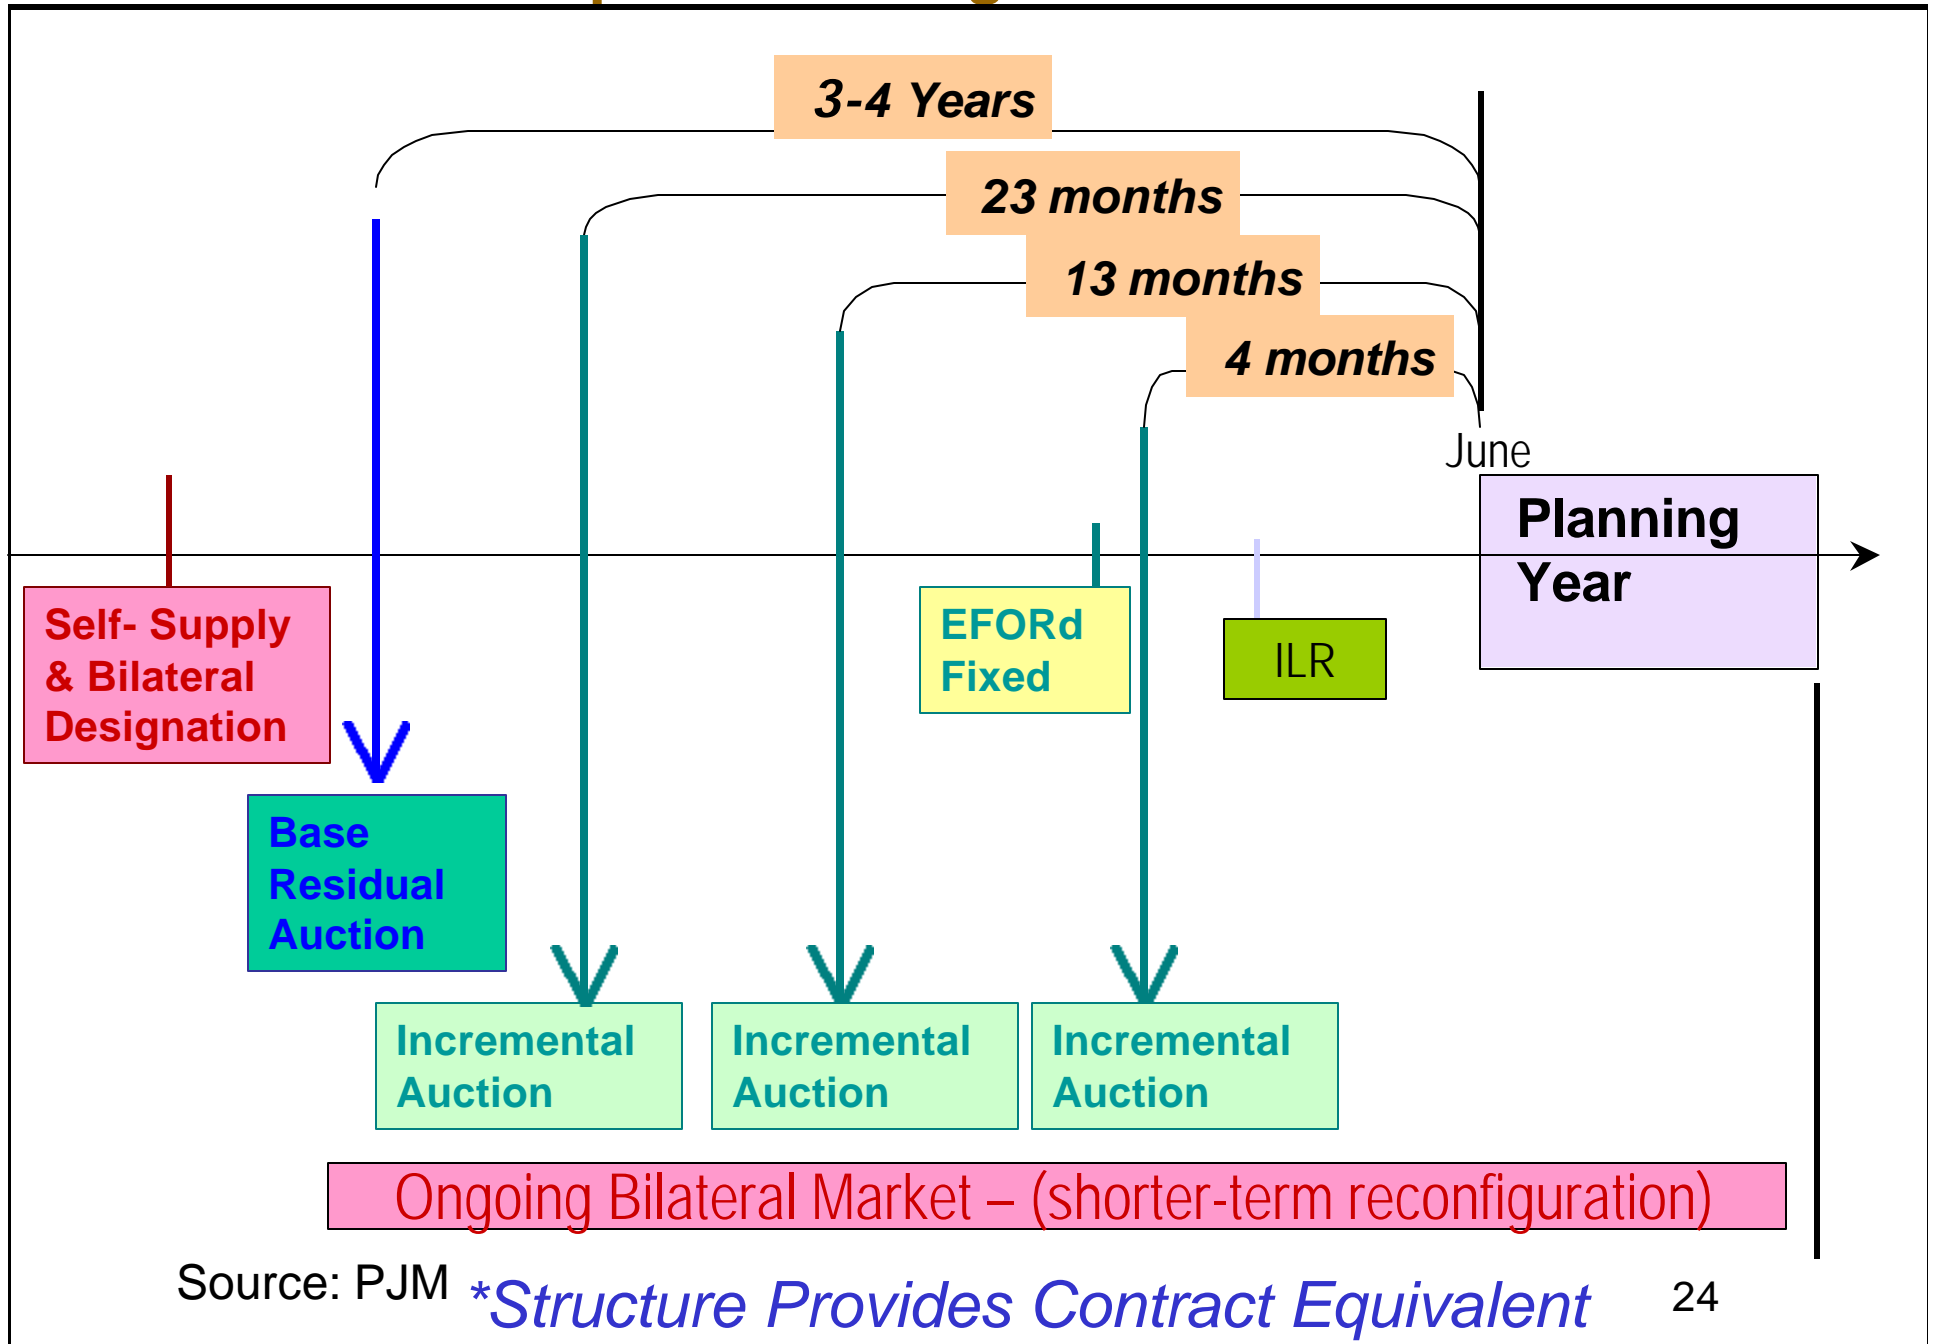 3-4 Years
23 months
13 months
4 months
June
Planning
Year
Self- Supply
& Bilateral
Designation
EFORd
Fixed
ILR
Base
Residual
Auction
Incremental
Auction
Incremental
Auction
Incremental
Auction
Ongoing Bilateral Market – (shorter-term reconfiguration)
Source: PJM
*Structure Provides Contract Equivalent
24